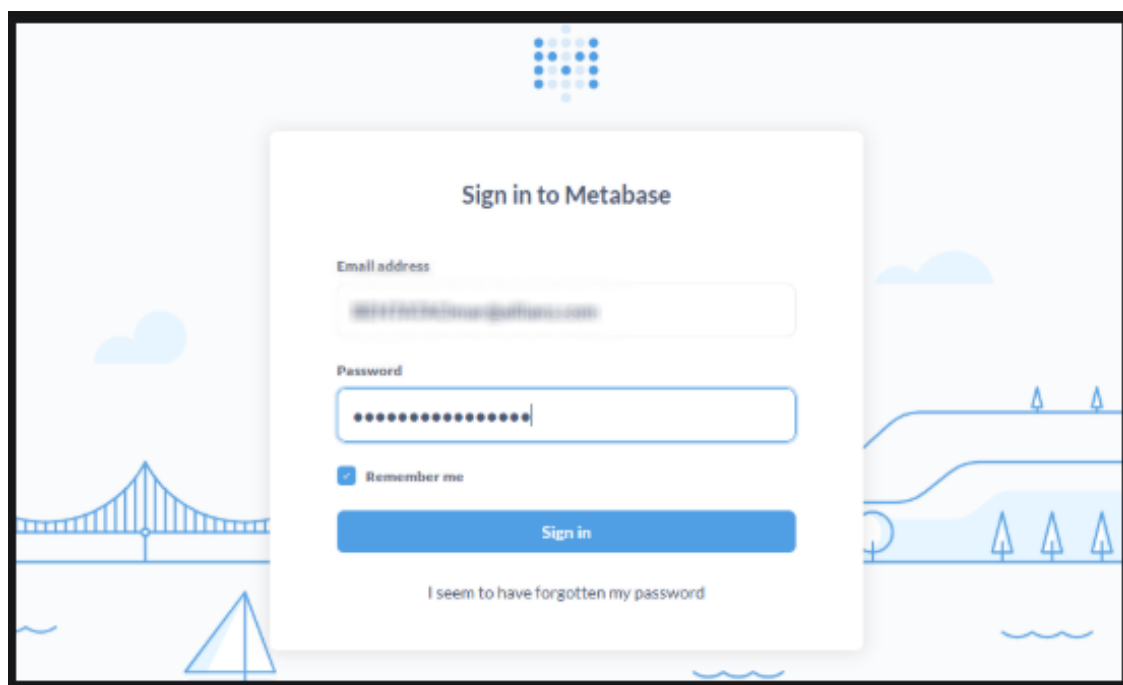 Sign in to Metabase
Email address
Password
••••••••••••••••
Remember me
Sign in
I seem to have forgotten my password